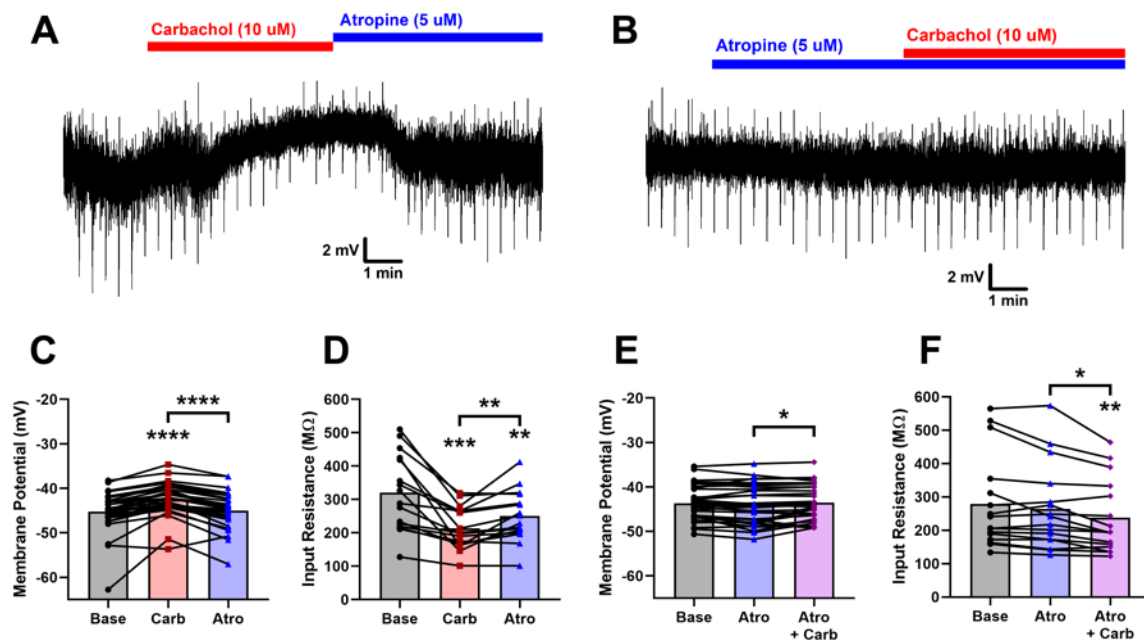 A
Carbachol (10 uM)
Atropine (5 uM)
2 mV
1 min
B
Atropine (5 uM)
Carbachol (10 uM)
2 mV
1 min
C
Membrane Potential (mV)
-20
-40
-60
****
****
Base
Carb
Atro
D
Input Resistance (MΩ)
600
500
400
300
200
100
0
**
***
**
Base
Carb
Atro
E
Membrane Potential (mV)
-20
-30
-40
-50
-60
*
Base
Atro
Atro
+ Carb
F
Input Resistance (MΩ)
600
500
400
300
200
100
0
*
**
Base
Atro
Atro
+ Carb